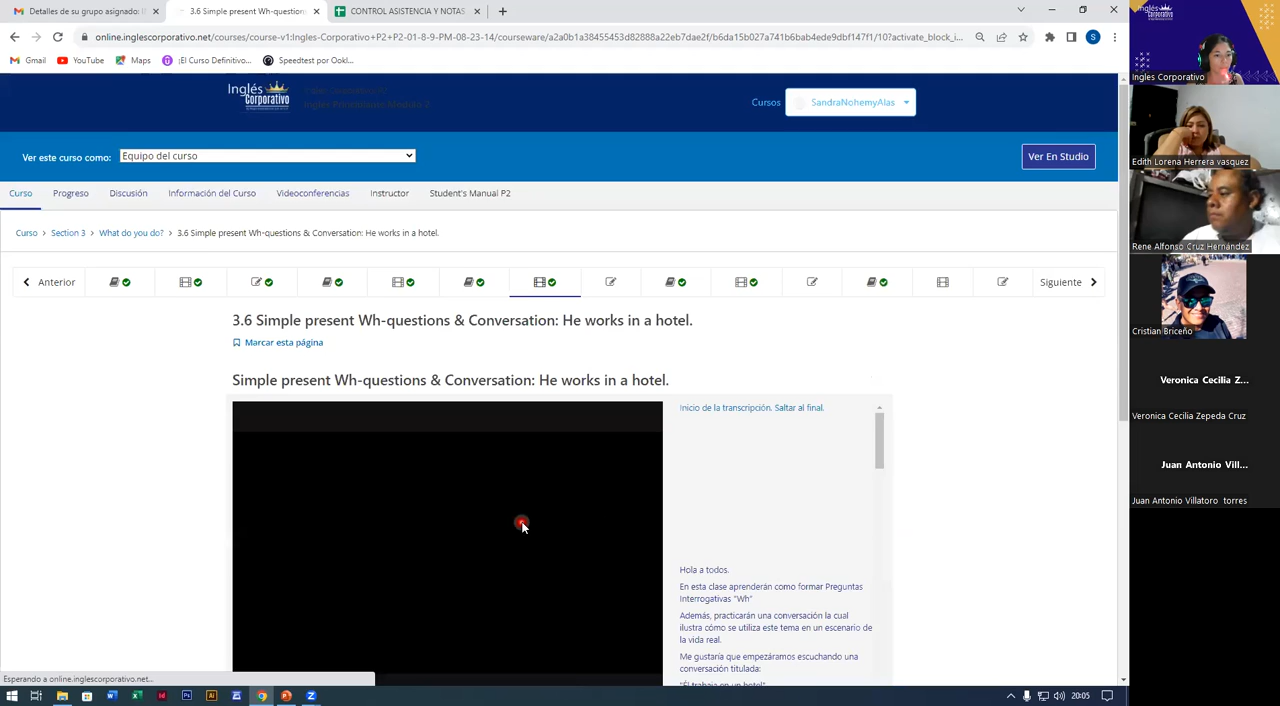 Detalles de su grupo asignado: I
3.6 Simple present Wh-question
CONTROL ASISTENCIA Y NOTAS
online.inglescorporativo.net/courses/course-v1:Ingles-Corporativo+P2+P2-01-8-9-PM-08-23-14/courseware/a2a0b1a38455453d82888a22eb7dae2f/b6da15b027a741b6bab4ede9dbf147f1/10?activate_block_i...
S
Gmail
YouTube
Maps
¡El Curso Definitivo...
Speedtest por Ookl...
Inglés
Corporativo
Cursos
SandraNohemyAlas
Ver este curso como:
Equipo del curso
Ver En Studio
Curso
Progreso
Discusión
Información del Curso
Videoconferencias
Instructor
Student's Manual P2
Curso > Section 3 > What do you do? > 3.6 Simple present Wh-questions & Conversation: He works in a hotel.
Anterior
Siguiente
3.6 Simple present Wh-questions & Conversation: He works in a hotel.
Marcar esta página
Simple present Wh-questions & Conversation: He works in a hotel.
Inicio de la transcripción. Saltar al final.
Hola a todos.
En esta clase aprenderán como formar Preguntas
Interrogativas "Wh"
Además, practicarán una conversación la cual
ilustra cómo se utiliza este tema en un escenario de
la vida real.
Me gustaría que empezáramos escuchando una
conversación titulada:
"Él trabaja en un hotel"
Esperando a online.inglescorporativo.net...
20:05
Inglés
Corporativo
Ingles Corporativo
Edith Lorena Herrera vasquez
Rene Alfonso Cruz Hernández
Cristian Briceño
Veronica Cecilia Z...
Veronica Cecilia Zepeda Cruz
Juan Antonio Vill...
Juan Antonio Villatoro torres